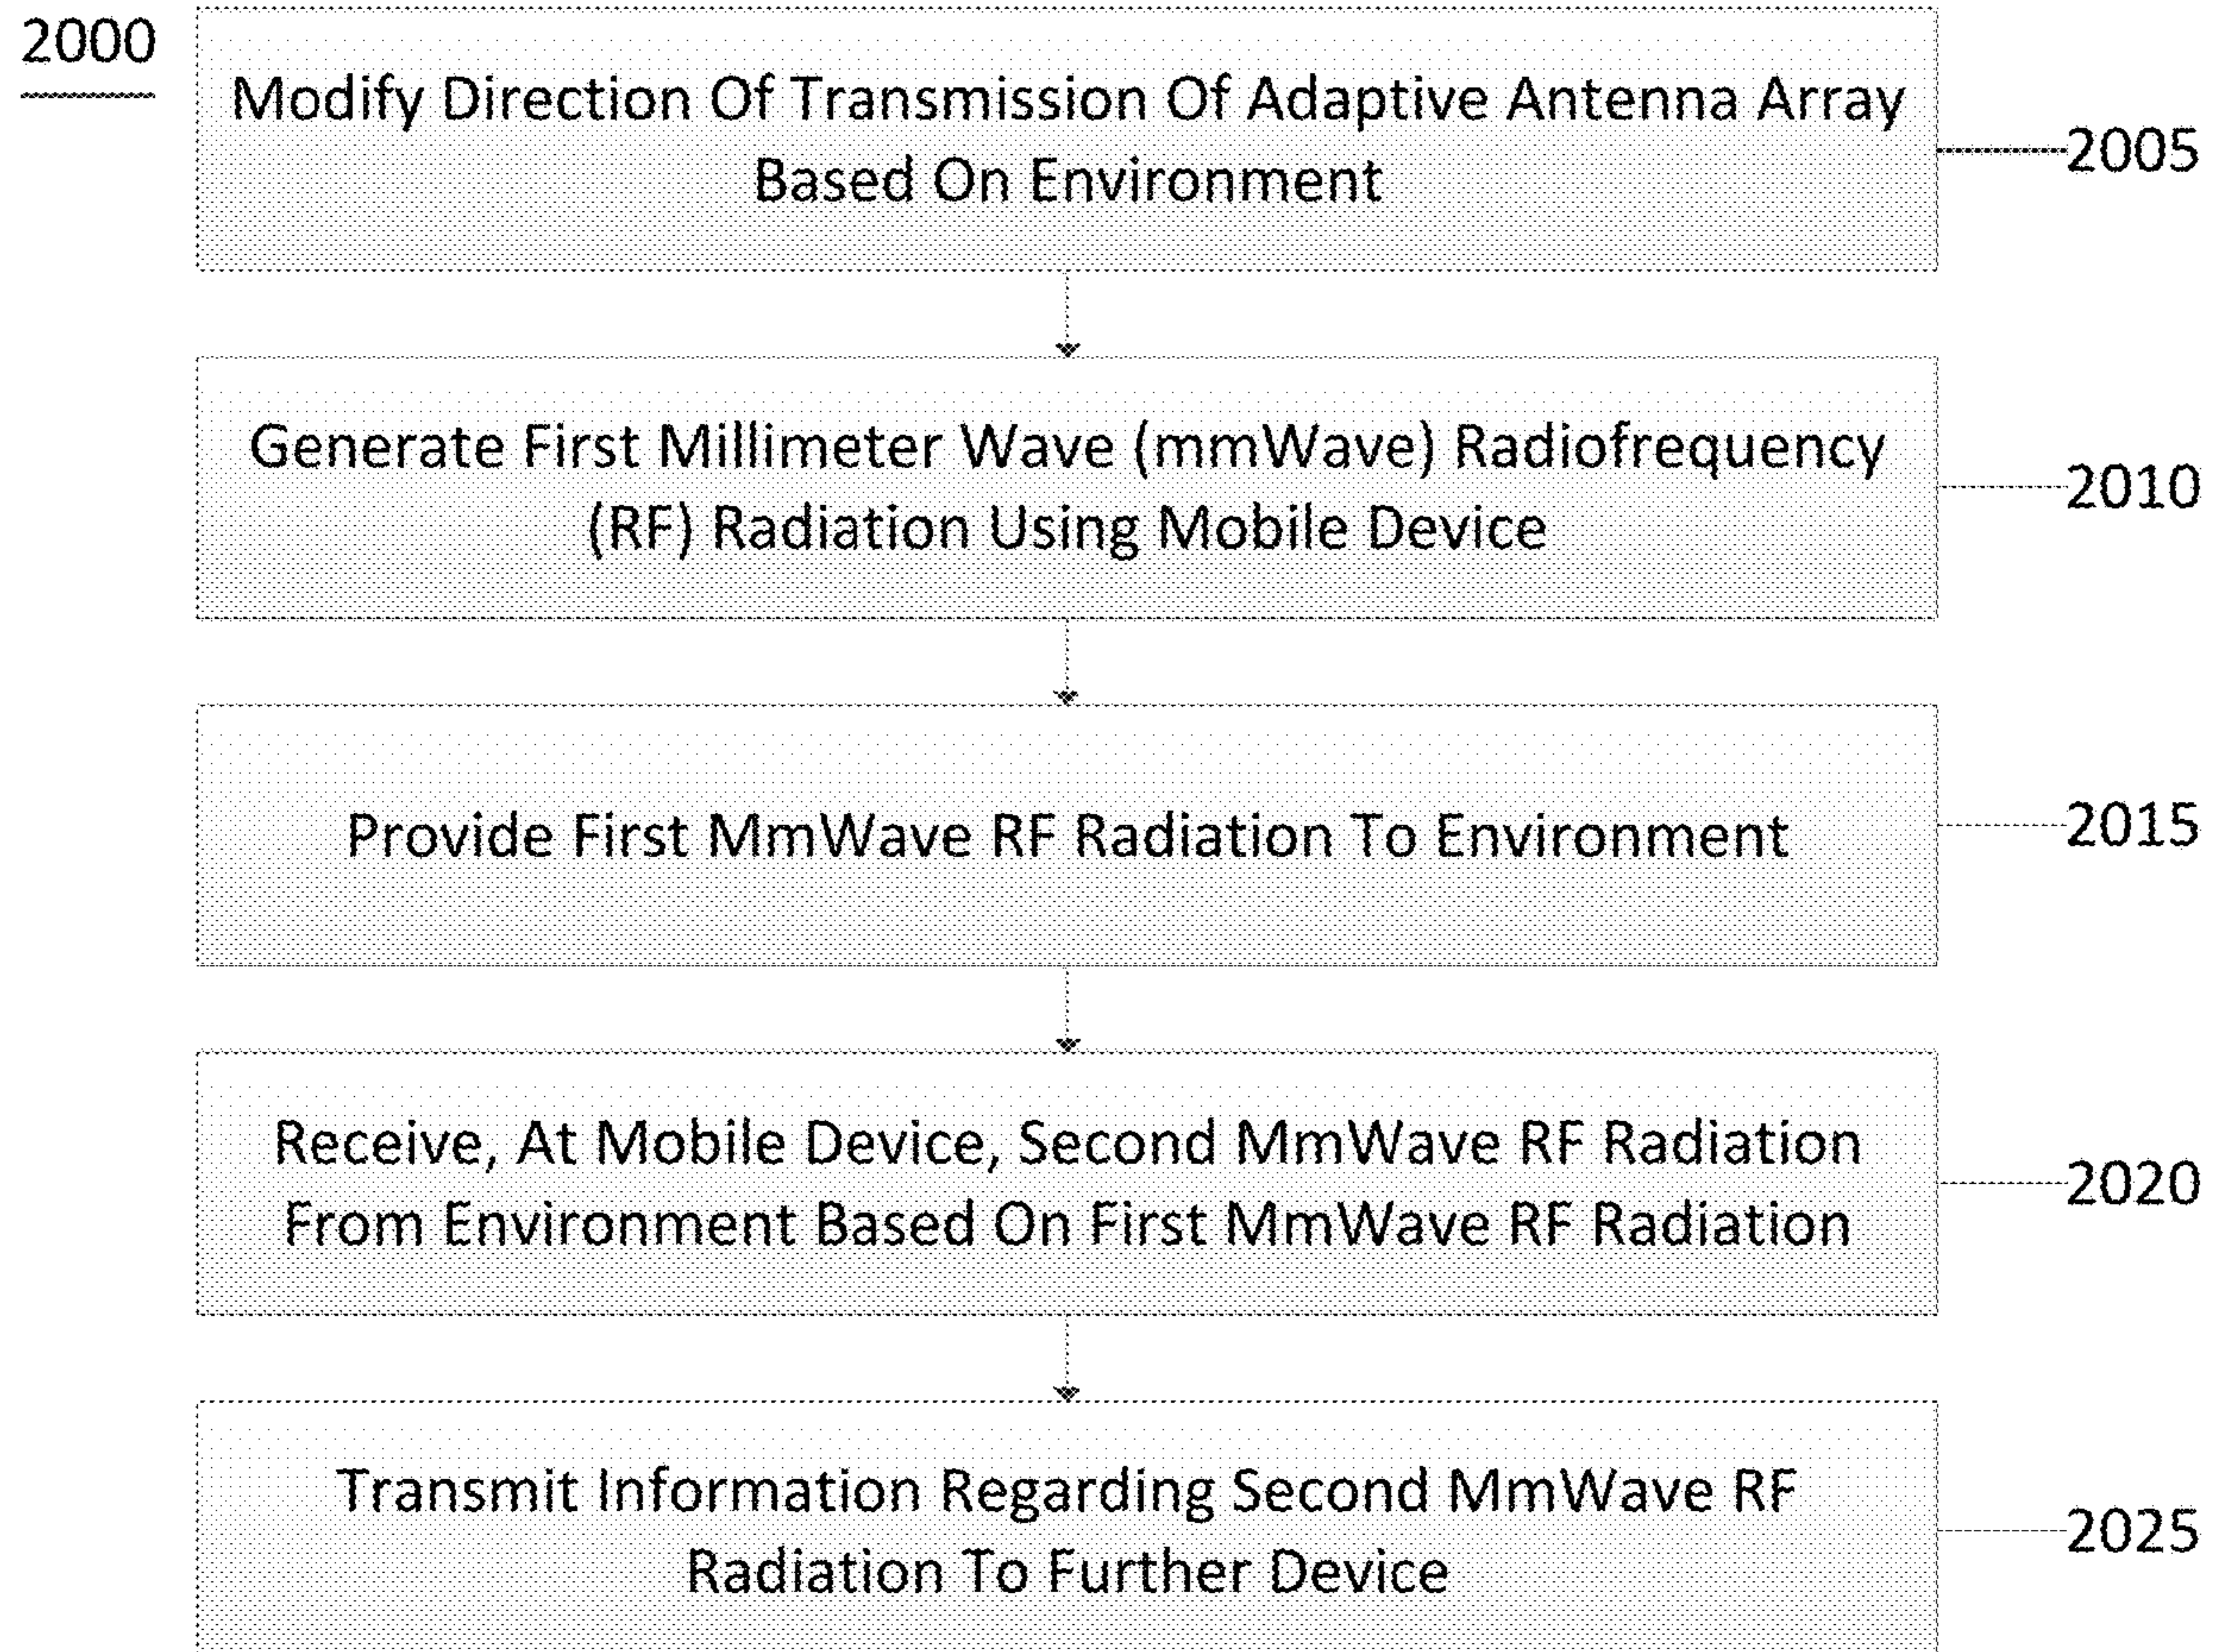 2000
Modify Direction Of Transmission Of Adaptive Antenna Array
Based On Environment
2005
Generate First Millimeter Wave (mmWave) Radiofrequency
(RF) Radiation Using Mobile Device
2010
Provide First MmWave RF Radiation To Environment
2015
Receive, At Mobile Device, Second MmWave RF Radiation
From Environment Based On First MmWave RF Radiation
2020
Transmit Information Regarding Second MmWave RF
Radiation To Further Device
2025